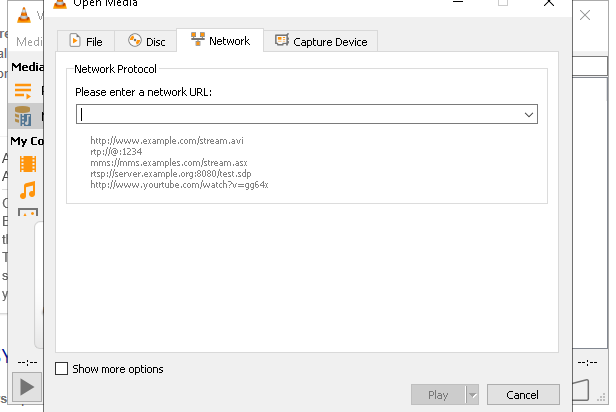 Open Media
File
Disc
Network
Capture Device
Network Protocol
Please enter a network URL:
http://www.example.com/stream.avi
rtp://@:1234
mms://mms.examples.com/stream.asx
rtsp://server.example.org:8080/test.sdp
http://www.yourtube.com/watch?v=gg64x
Show more options
Play
Cancel
Medi
Media
My Co
--:--
--:--